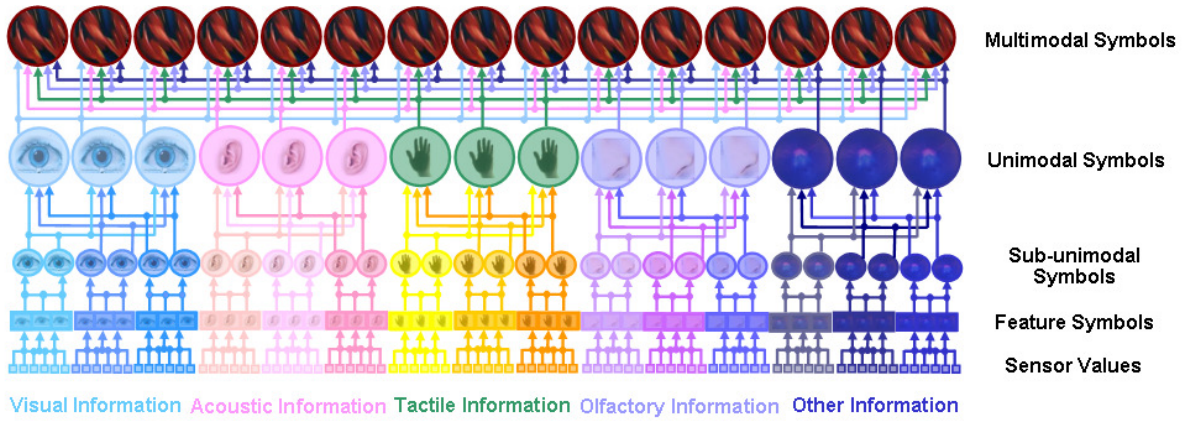 Multimodal Symbols
Unimodal Symbols
Sub-unimodal
Symbols
Feature Symbols
Sensor Values
Visual Information Acoustic Information Tactile Information Olfactory Information Other Information